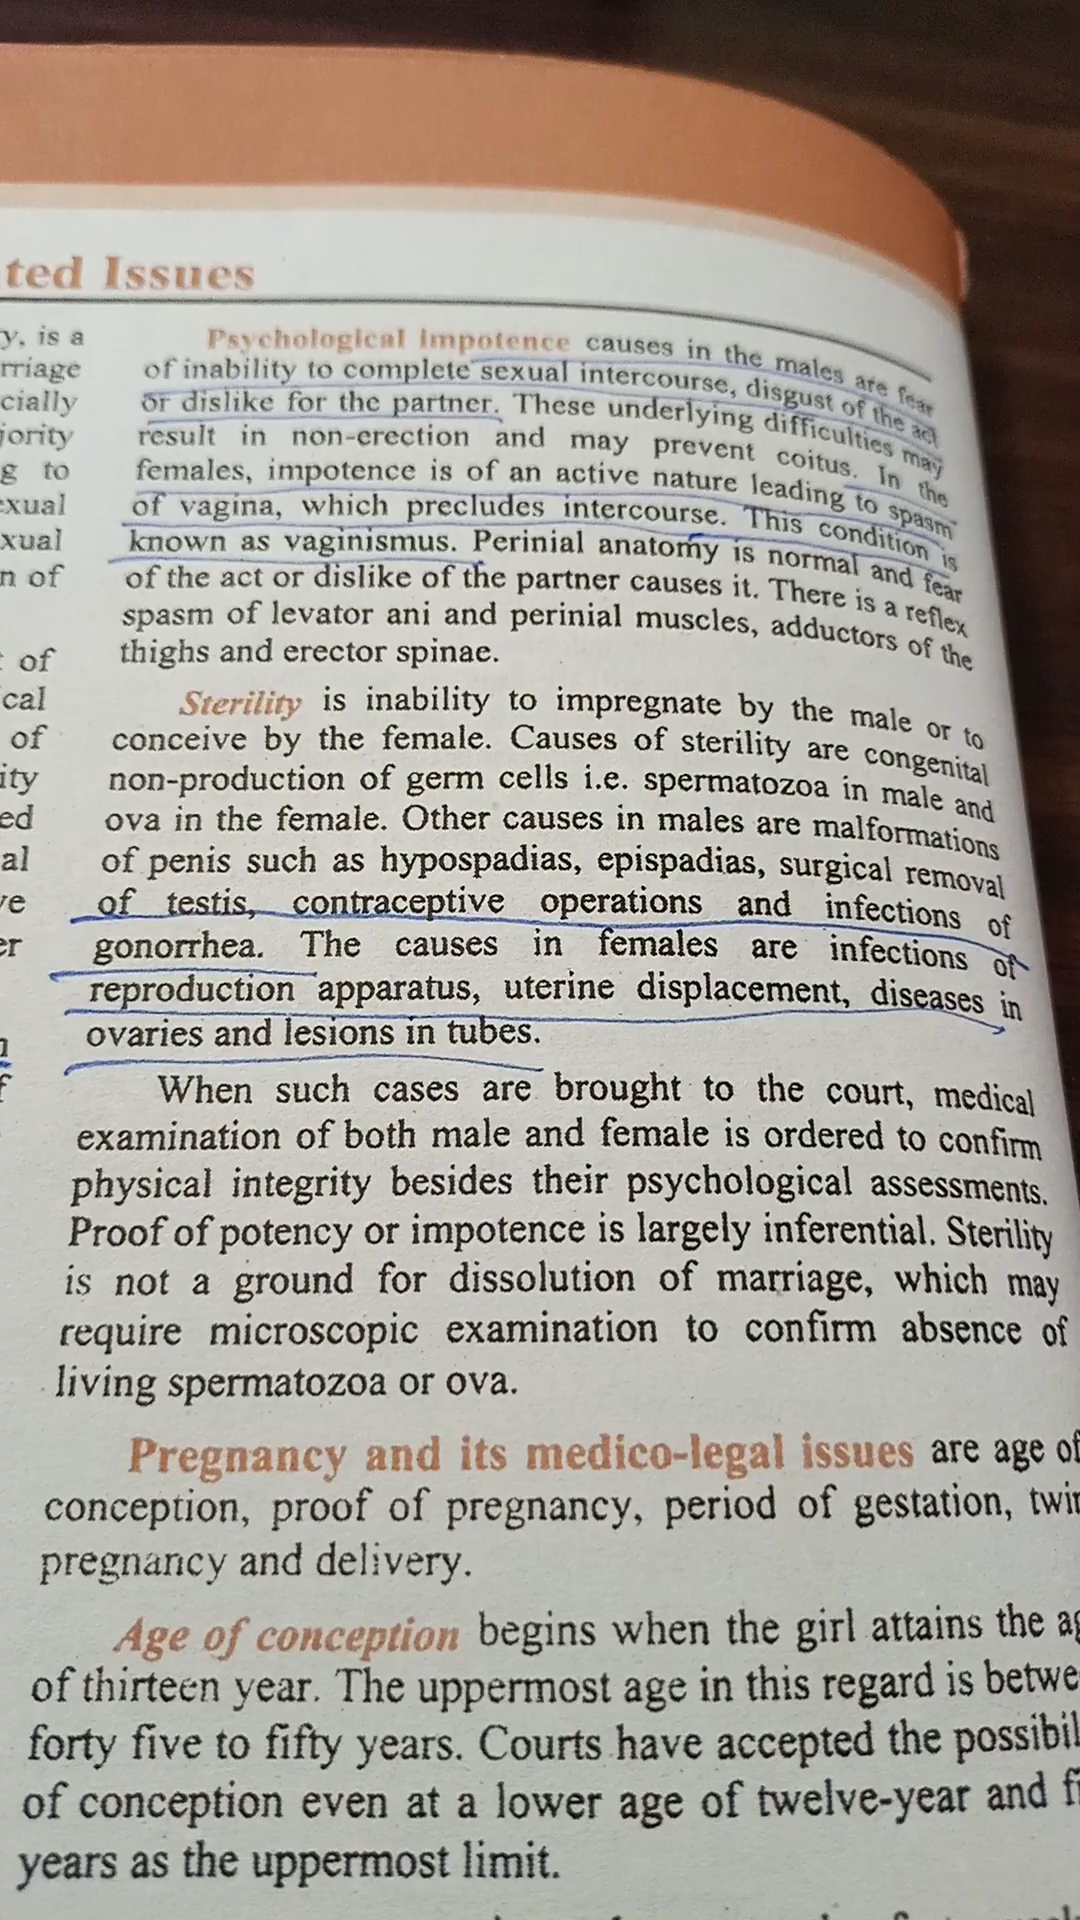 ted Issues
y, is a
rriage
cially
jority
g to
exual
xual
n of
of
cal
of
ity
ed
al
ve
er
Psychological Impotence causes in the males are fear
of inability to complete sexual intercourse, disgust of the act
or dislike for the partner. These underlying difficulties may
result in non-erection and may prevent coitus. In the
females, impotence is of an active nature leading to spasm
of vagina, which precludes intercourse. This condition is
known as vaginismus. Perinial anatomy is normal and fear
of the act or dislike of the partner causes it. There is a reflex
spasm of levator ani and perinial muscles, adductors of the
thighs and erector spinae.
Sterility is inability to impregnate by the male or to
conceive by the female. Causes of sterility are congenital
non-production of germ cells i.e. spermatozoa in male and
ova in the female. Other causes in males are malformations
of penis such as hypospadias, epispadias, surgical removal
of testis, contraceptive operations and infections of
gonorrhea. The causes in females are infections of
reproduction apparatus, uterine displacement, diseases in
ovaries and lesions in tubes.
When such cases are brought to the court, medical
examination of both male and female is ordered to confirm
physical integrity besides their psychological assessments.
Proof of potency or impotence is largely inferential. Sterility
is not a ground for dissolution of marriage, which may
require microscopic examination to confirm absence of
living spermatozoa or ova.
Pregnancy and its medico-legal issues are age of
conception, proof of pregnancy, period of gestation, twin
pregnancy and delivery.
Age of conception begins when the girl attains the ag
of thirteen year. The uppermost age in this regard is betwe
forty five to fifty years. Courts have accepted the possibil
of conception even at a lower age of twelve-year and fi
years as the uppermost limit.